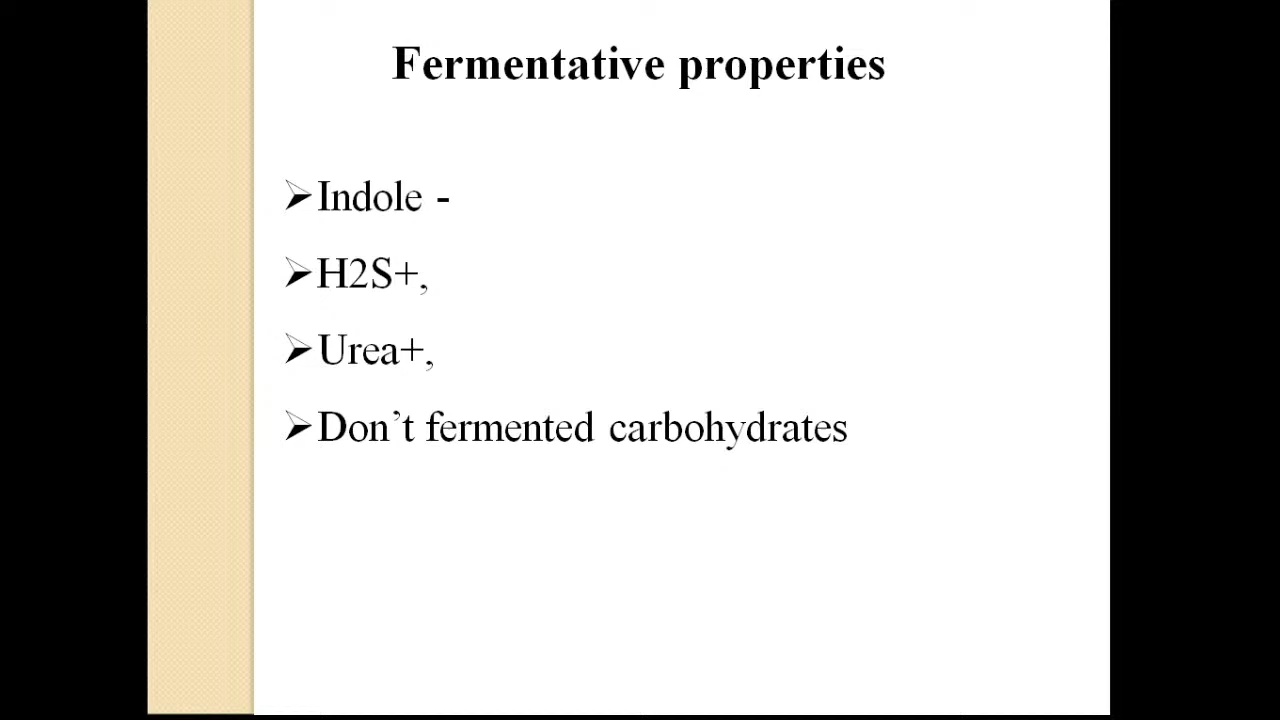 Fermentative properties
➢Indole -
➢H2S+,
➢Urea+,
➢Don’t fermented carbohydrates